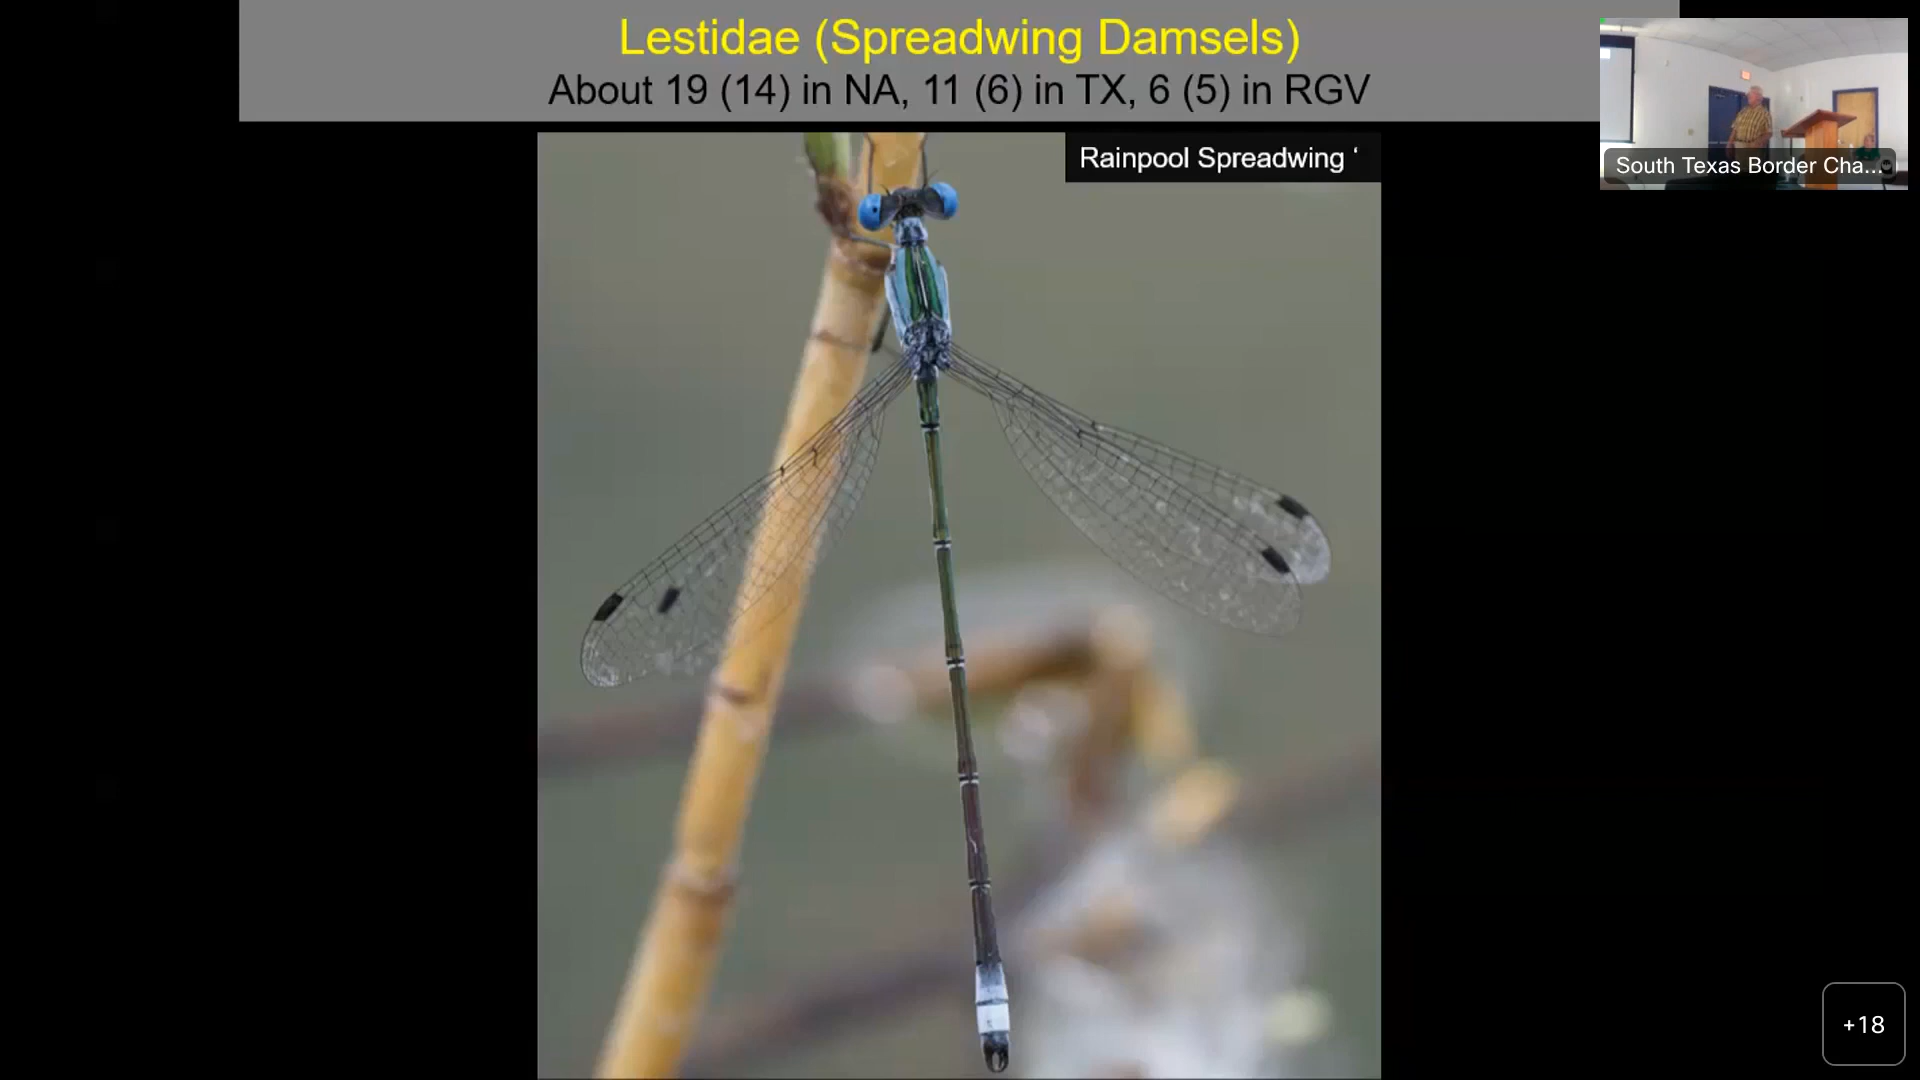 Lestidae (Spreadwing Damsels)
About 19 (14) in NA, 11 (6) in TX, 6 (5) in RGV
Rainpool Spreadwing ‘
South Texas Border Cha...
+18